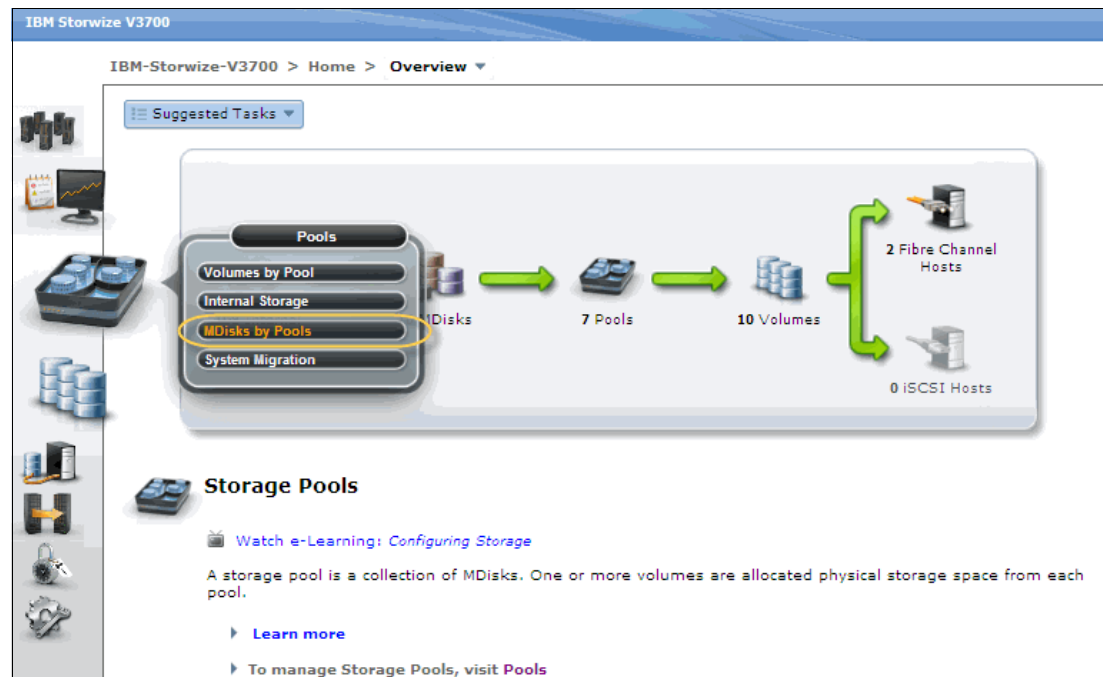 IBM Storwize V3700
IBM-Storwize-V3700 > Home > Overview
Suggested Tasks
Pools
Volumes by Pool
Internal Storage
MDisks by Pools
System Migration
MDisks
7 Pools
10 Volumes
2 Fibre Channel
Hosts
0 iSCSI Hosts
Storage Pools
Watch e-Learning: Configuring Storage
A storage pool is a collection of MDisks. One or more volumes are allocated physical storage space from each
pool.
Learn more
To manage Storage Pools, visit Pools